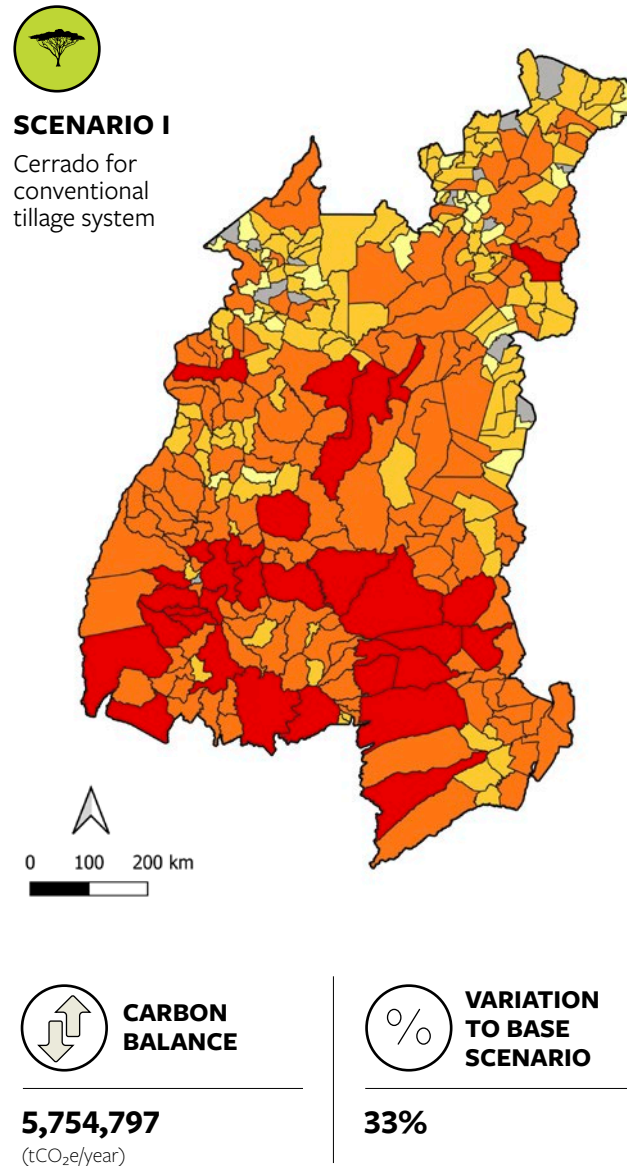 SCENARIO I
Cerrado for
conventional
tillage system
0 100 200 km
CARBON
BALANCE
5,754,797
(tCO₂e/year)
%
VARIATION
TO BASE
SCENARIO
33%